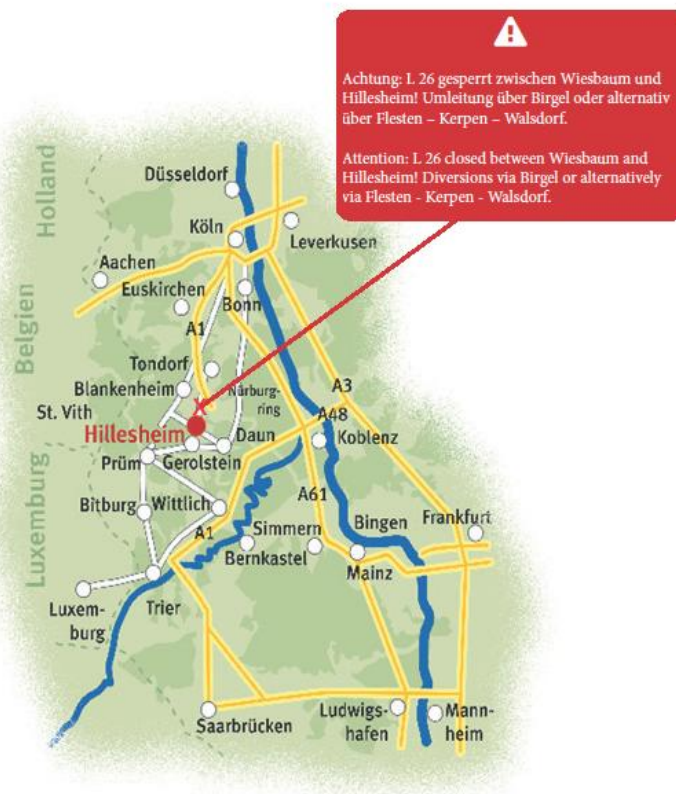 Achtung: L 26 gesperrt zwischen Wiesbaum und
Hillesheim! Umleitung über Birgel oder alternativ
über Flesten – Kerpen – Walsdorf.
Attention: L 26 closed between Wiesbaum and
Hillesheim! Diversions via Birgel or alternatively
via Flesten - Kerpen - Walsdorf.
Holland
Düsseldorf
Köln
Leverkusen
Aachen
Euskirchen
Bonn
Belgien
A1
Tondorf
Blankenheim
Nürburg-
ring
A3
St. Vith
A48
Hillesheim
Daun
Koblenz
Prüm
Gerolstein
Luxemburg
A61
Bitburg
Wittlich
A1
Simmern
Bingen
Frankfurt
Bernkastel
Mainz
Luxem-
burg
Trier
Saarbrücken
Ludwigs-
hafen
Mann-
heim